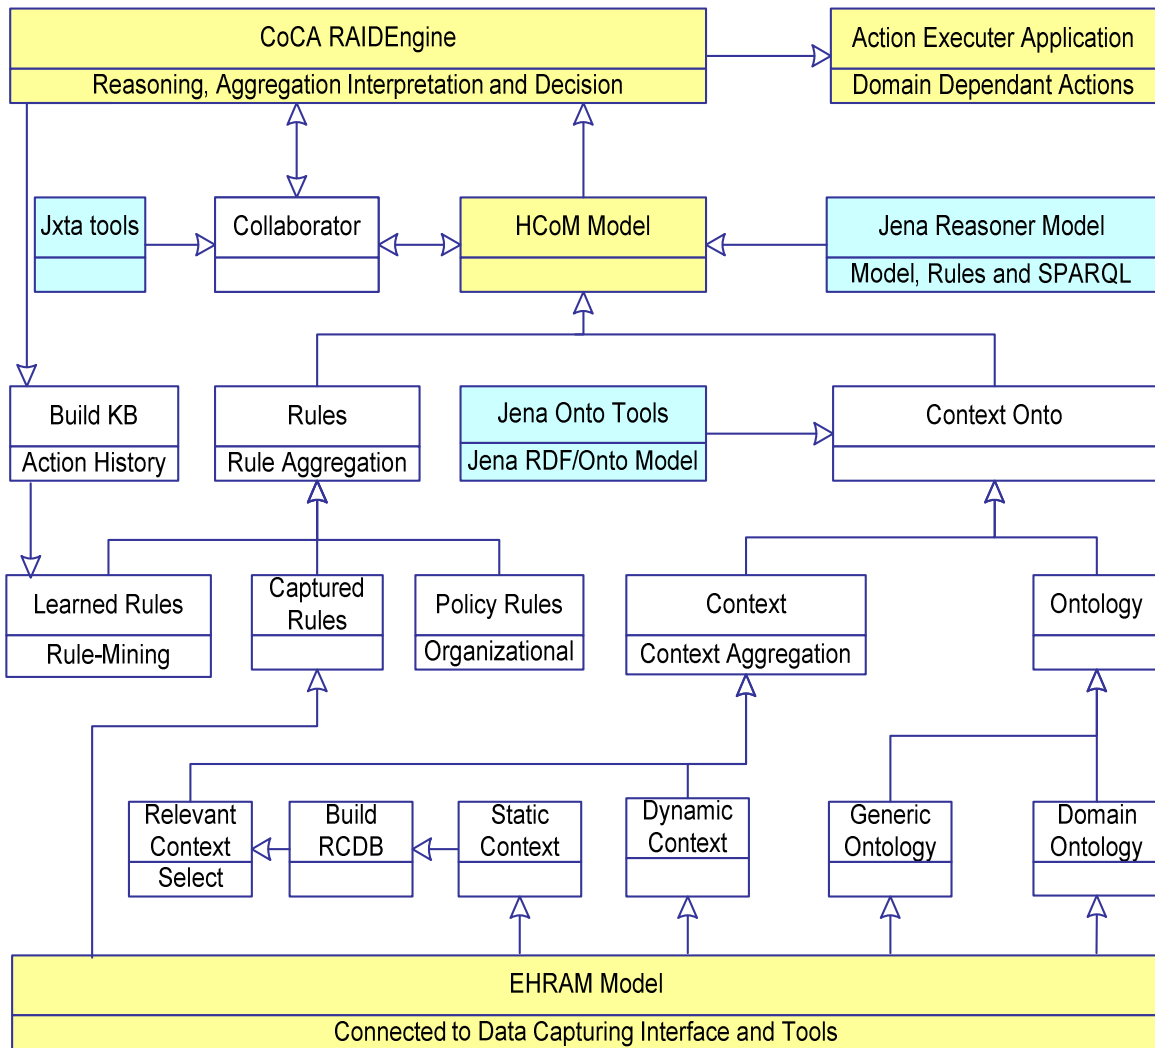 CoCA RAIDEngine
Reasoning, Aggregation Interpretation and Decision
Action Executer Application
Domain Dependant Actions
Jxta tools
Collaborator
HCoM Model
Jena Reasoner Model
Model, Rules and SPARQL
Build KB
Action History
Rules
Rule Aggregation
Jena Onto Tools
Jena RDF/Onto Model
Context Onto
Learned Rules
Rule-Mining
Captured
Rules
Policy Rules
Organizational
Context
Context Aggregation
Ontology
Relevant
Context
Select
Build
RCDB
Static
Context
Dynamic
Context
Generic
Ontology
Domain
Ontology
EHRAM Model
Connected to Data Capturing Interface and Tools